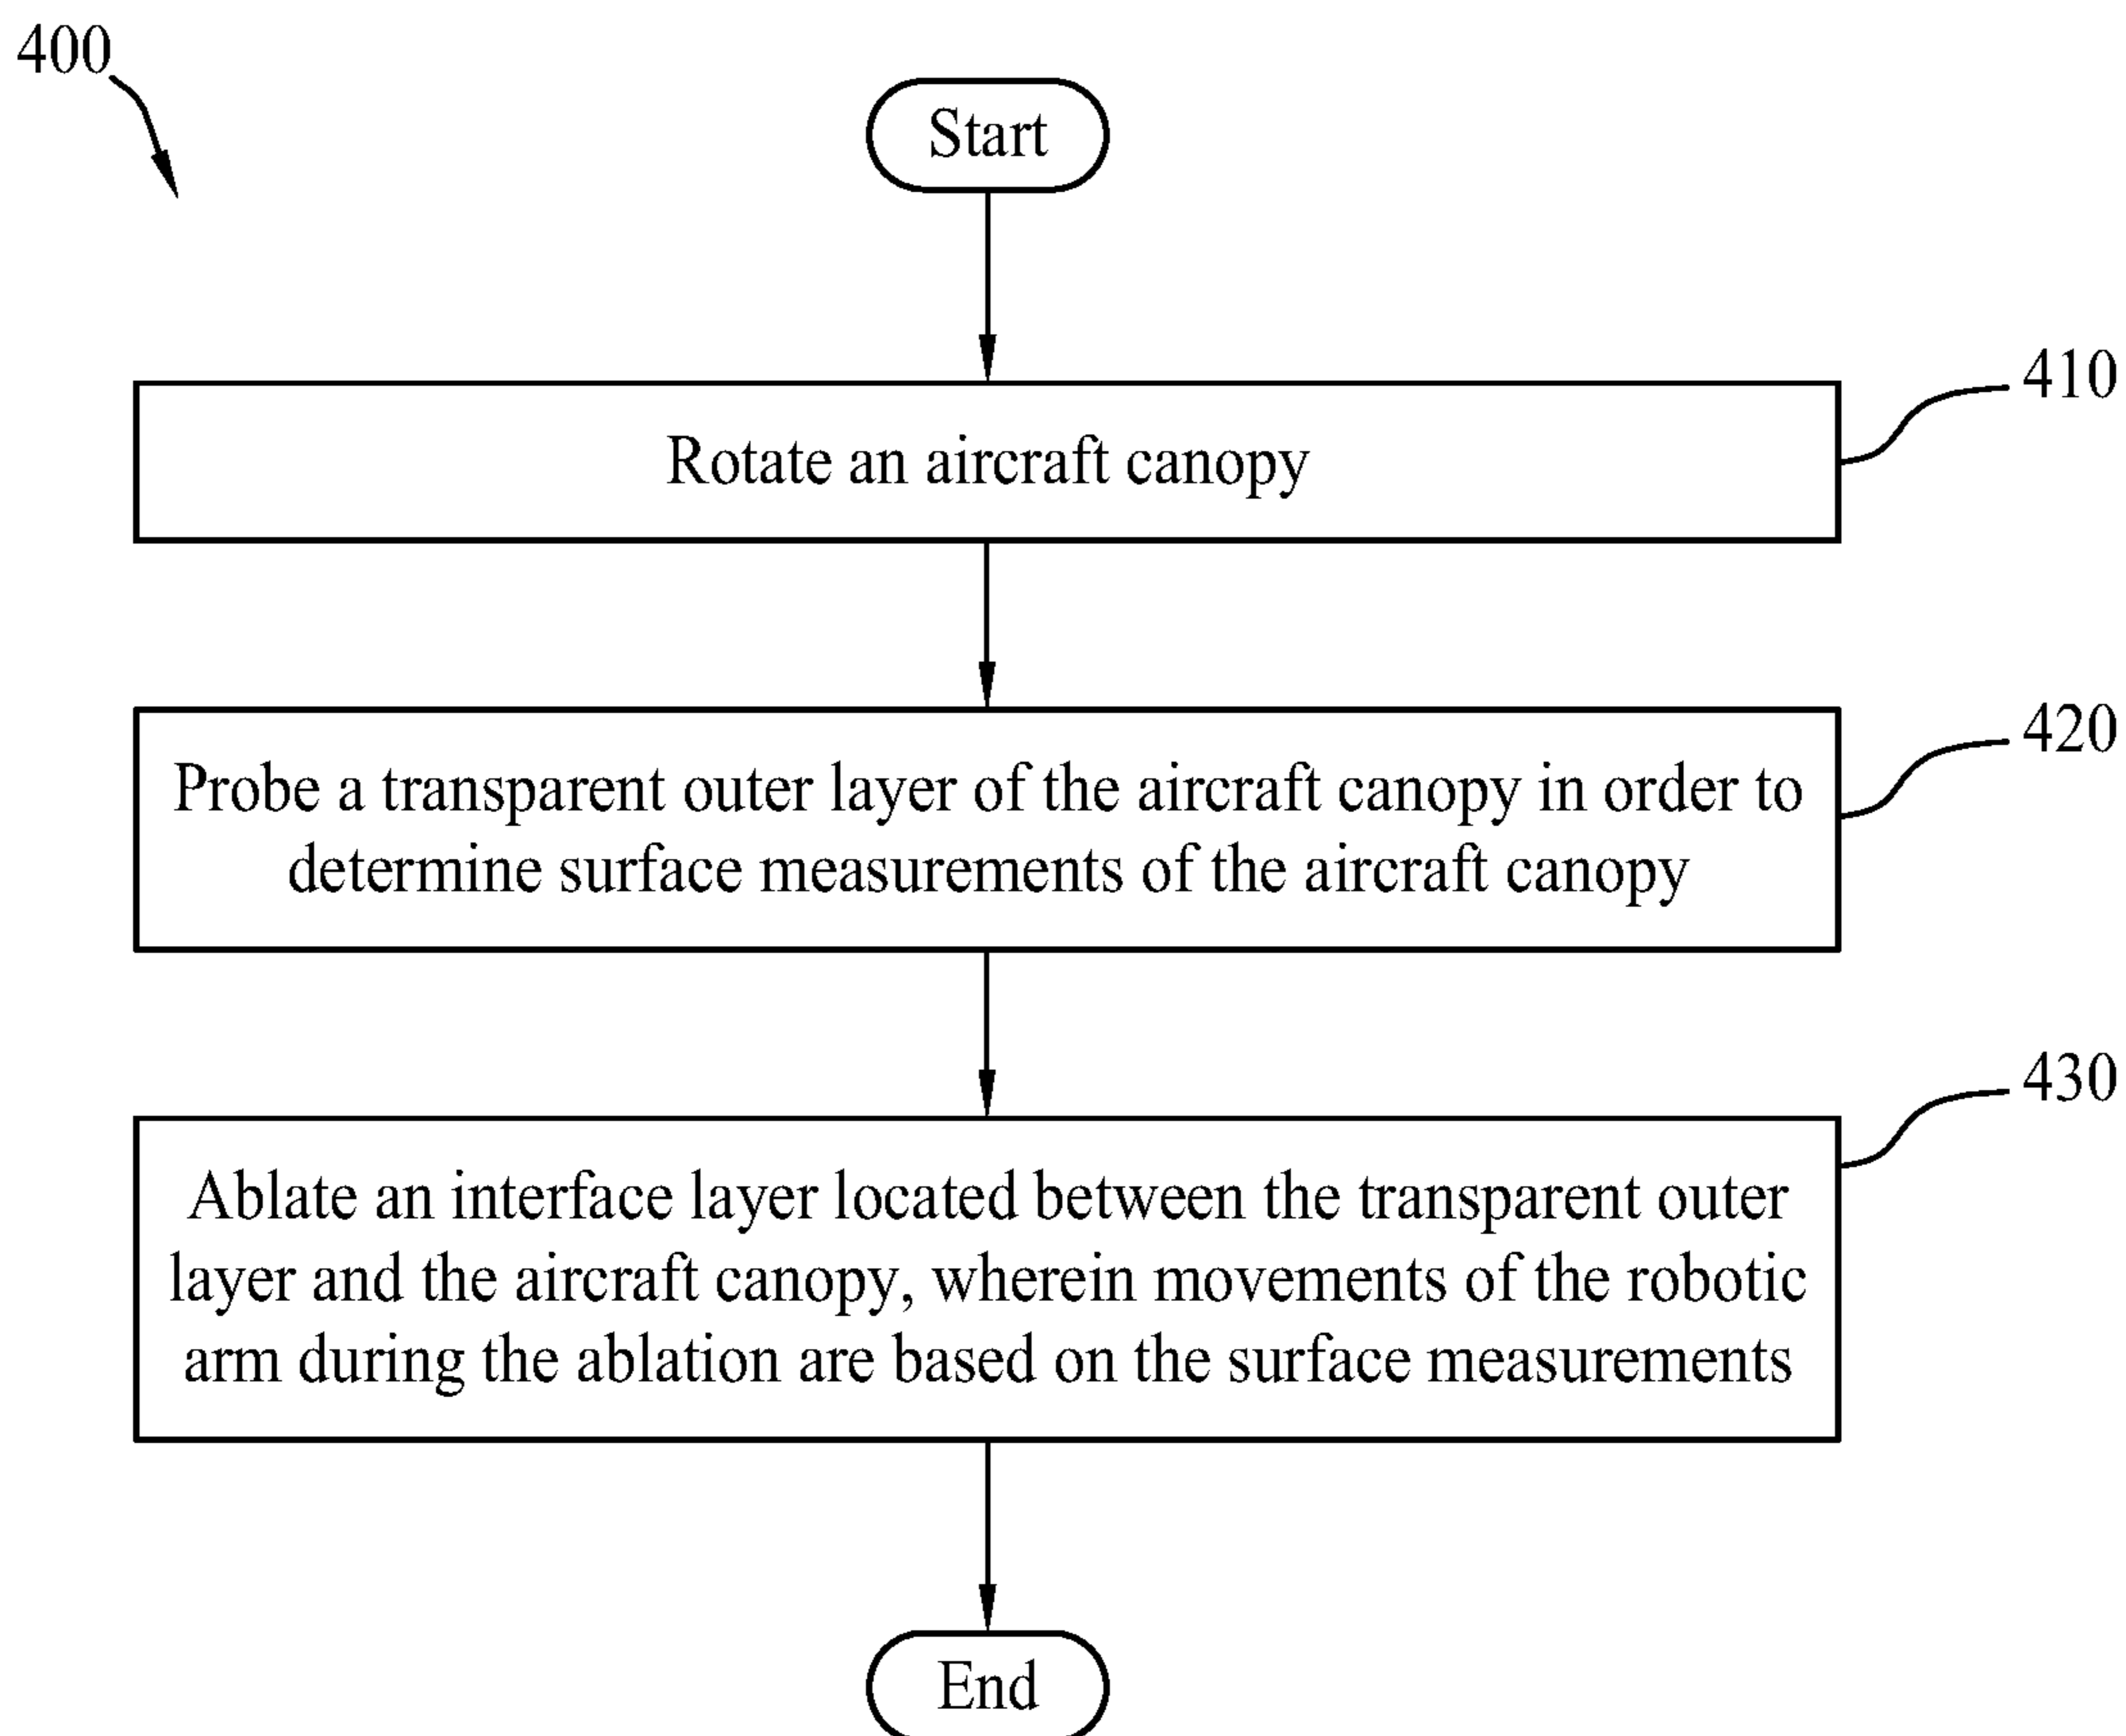 400
Start
410
Rotate an aircraft canopy
420
Probe a transparent outer layer of the aircraft canopy in order to
determine surface measurements of the aircraft canopy
430
Ablate an interface layer located between the transparent outer
layer and the aircraft canopy, wherein movements of the robotic
arm during the ablation are based on the surface measurements
End